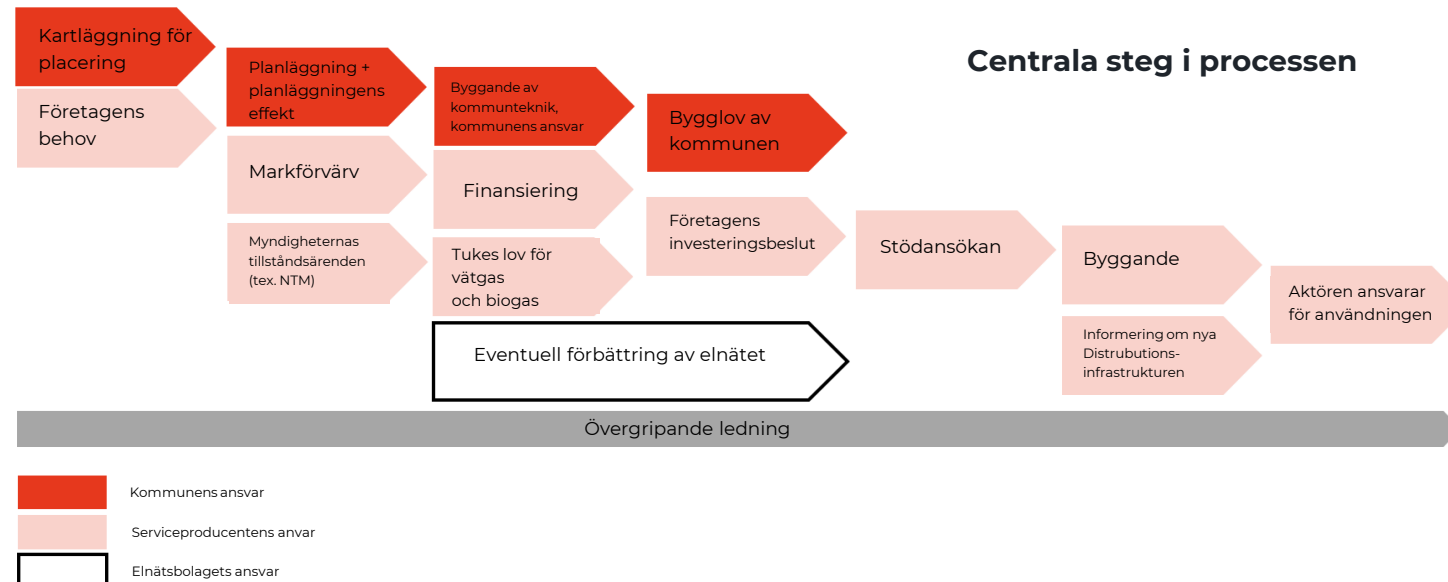 Centrala steg i processen
Kartläggning för
placering
Företagens
behov
Planläggning +
planläggningens
effekt
Markförvärv
Myndigheternas
tillståndsärenden
(tex. NTM)
Byggande av
kommunteknik,
kommunens ansvar
Finansiering
Tukes lov för
vätgas
och biogas
Eventuell förbättring av elnätet
Bygglov av
kommunen
Företagens
investeringsbeslut
Stödansökan
Byggande
Informering om nya
Distrubutions-
infrastrukturen
Aktören ansvarar
för användningen
Övergripande ledning
Kommunens ansvar
Serviceproducentens anvar
Elnätsbolagets ansvar